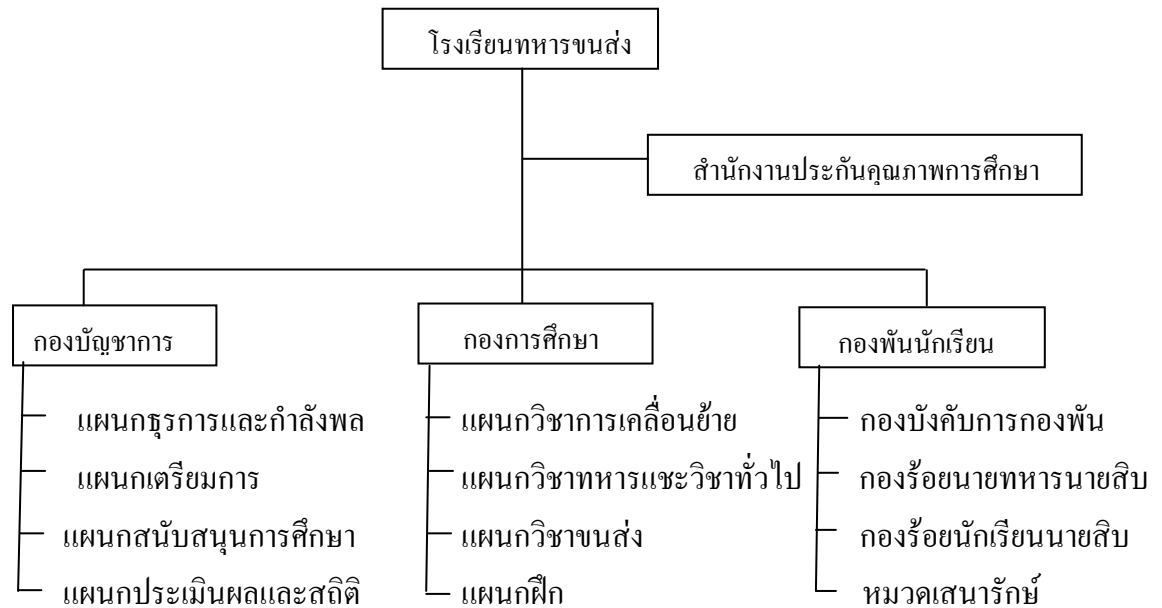 โรงเรียนทหารขนส่ง
สำนักงานประกันคุณภาพการศึกษา
กองบัญชาการ
กองการศึกษา
กองพันนักเรียน
แผนกธุรการและกำลังพล
แผนกเตรียมการ
แผนกสนับสนุนการศึกษา
แผนกประเมินผลและสถิติ
แผนกวิชาการเคลื่อนย้าย
แผนกวิชาทหารแชะวิชาทั่วไป
แผนกวิชาขนส่ง
แผนกฝึก
กองบังคับการกองพัน
กองร้อยนายทหารนายสิบ
กองร้อยนักเรียนนายสิบ
หมวดเสนารักษ์